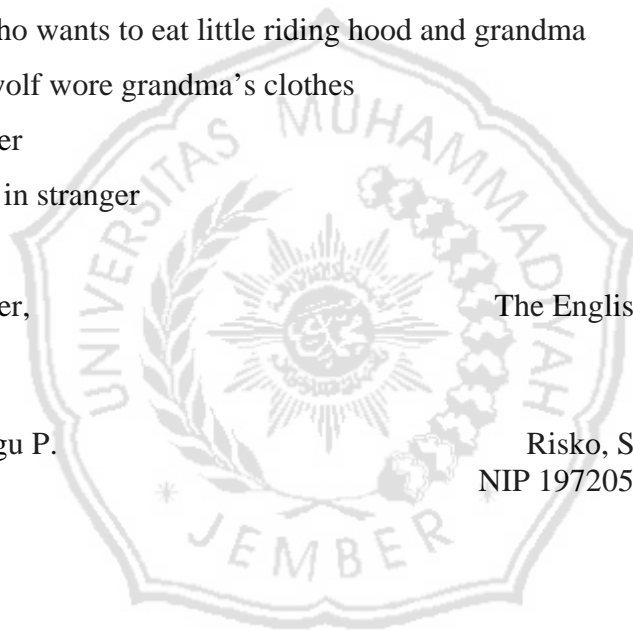 ho wants to eat little riding hood and grandma
volf wore grandma's clothes
er
in stranger
er, The Englis
gu P. Risko, S
NIP 197205
UNIVERSITAS MUHAMMADIYAH
JEMBER